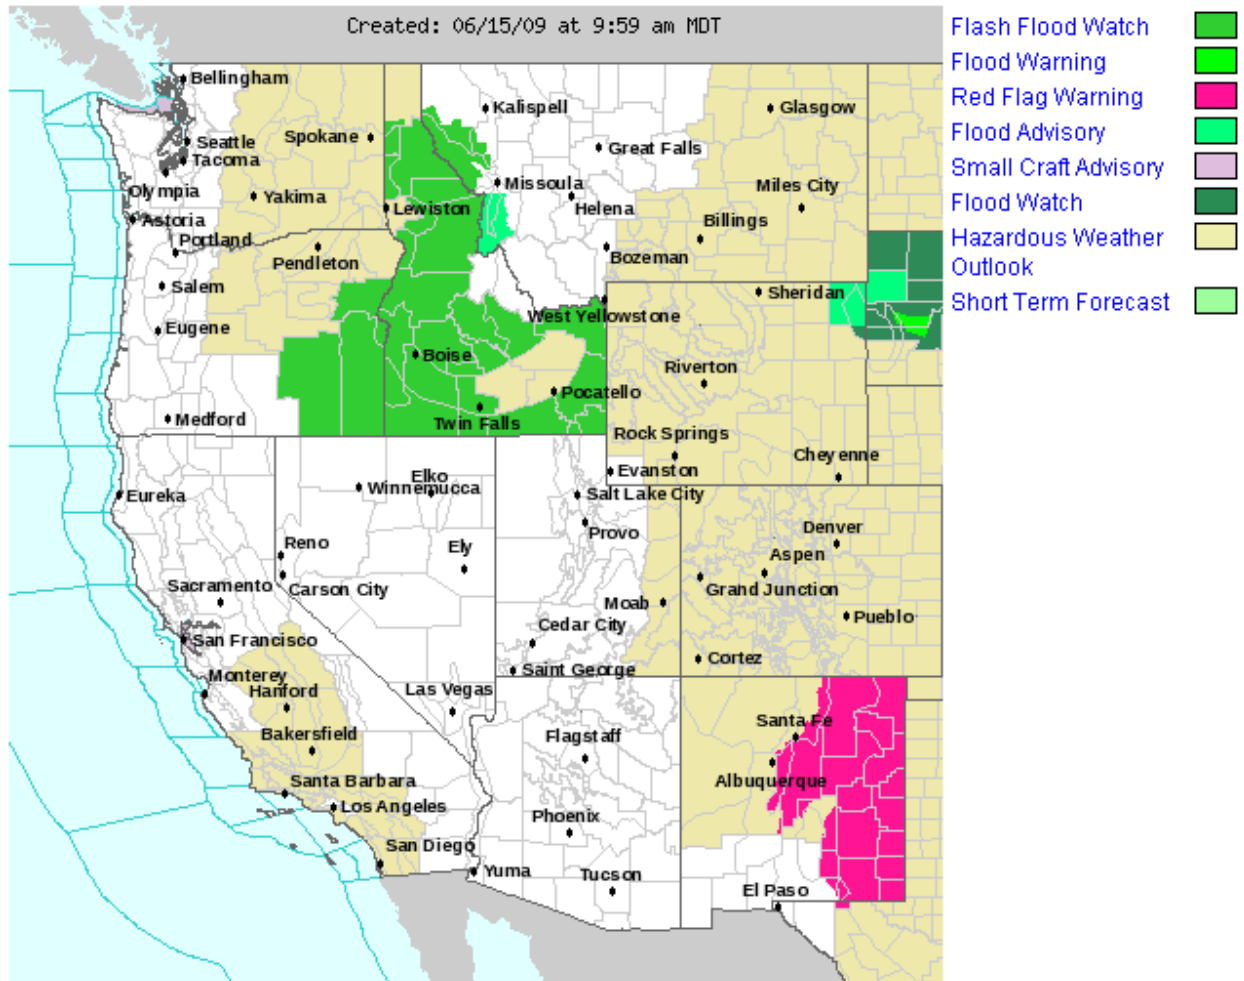 Created: 06/15/09 at 9:59 am MDT
Flash Flood Watch
Flood Warning
Red Flag Warning
Flood Advisory
Small Craft Advisory
Flood Watch
Hazardous Weather
Outlook
Short Term Forecast
Bellingham
Kalispell
Glasgow
Spokane
Seattle
Great Falls
Tacoma
Olympia
Missoula
Miles City
Yakima
Lewiston
Helena
Astoria
Billings
Portland
Pendleton
Bozeman
Salem
Sheridan
West Yellowstone
Eugene
Boise
Riverton
Pocatello
Medford
Twin Falls
Rock Springs
Cheyenne
Evanston
Elko
Winnemucca
Eureka
Salt Lake City
Provo
Denver
Reno
Ely
Aspen
Sacramento
Carson City
Grand Junction
Moab
Pueblo
Cedar City
San Francisco
Cortez
Saint George
Monterey
Hanford
Las Vegas
Santa Fe
Bakersfield
Flagstaff
Albuquerque
Santa Barbara
Los Angeles
Phoenix
San Diego
Yuma
Tucson
El Paso